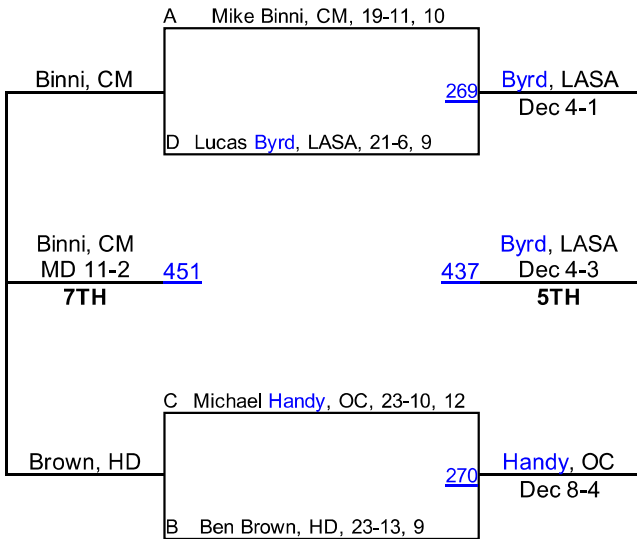 A Mike Binni, CM, 19-11, 10
Binni, CM
269
Byrd, LASA
Dec 4-1
D Lucas Byrd, LASA, 21-6, 9
Binni, CM
MD 11-2
7TH
451
437
Byrd, LASA
Dec 4-3
5TH
C Michael Handy, OC, 23-10, 12
Brown, HD
270
Handy, OC
Dec 8-4
B Ben Brown, HD, 23-13, 9